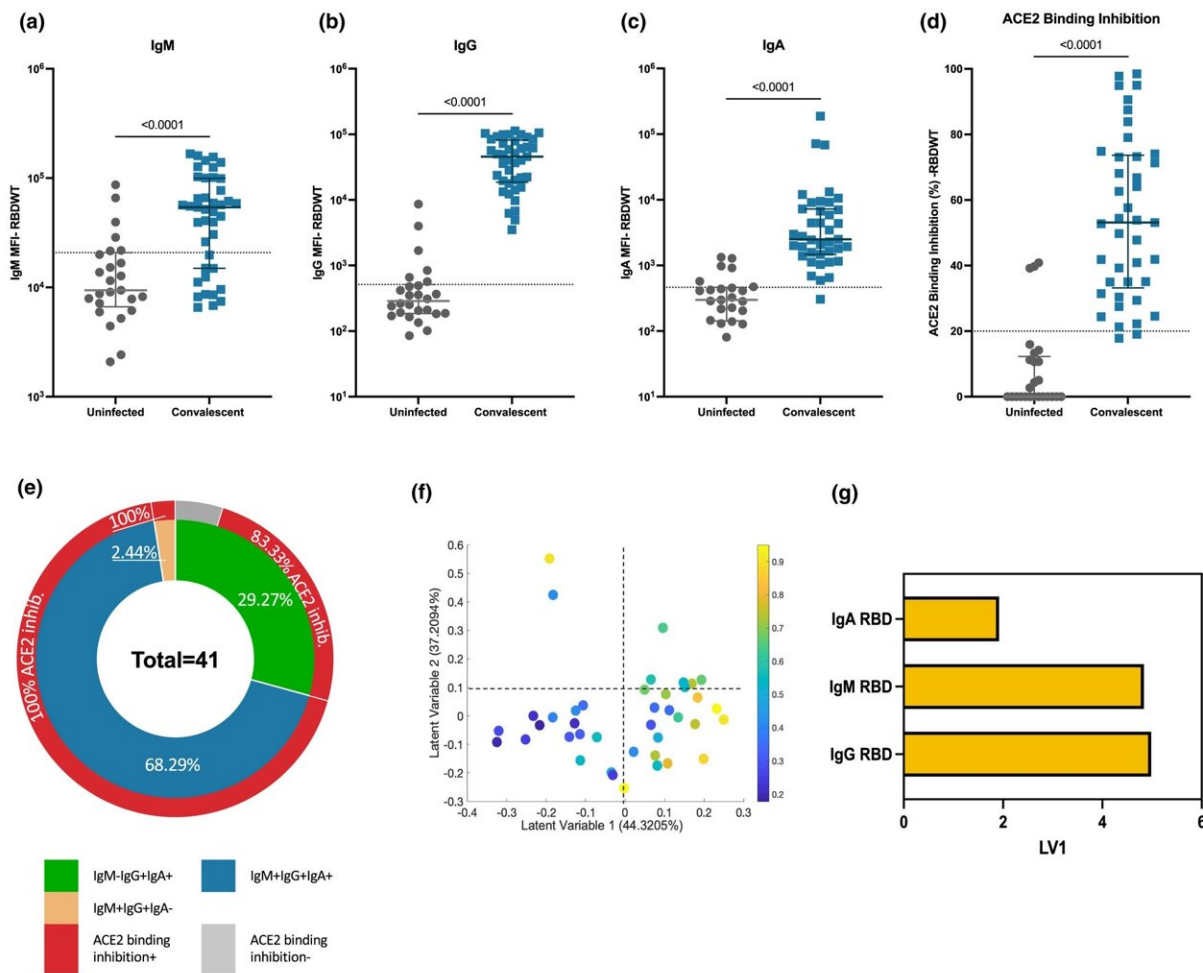 (a)
IgM
10⁶
10⁵
10⁴
10³
IgM MFI- RBDWT
<0.0001
Uninfected
Convalescent
(b)
IgG
10⁶
10⁵
10⁴
10³
10²
10¹
IgG MFI- RBDWT
<0.0001
Uninfected
Convalescent
(c)
IgA
10⁶
10⁵
10⁴
10³
10²
10¹
IgA MFI- RBDWT
<0.0001
Uninfected
Convalescent
(d)
ACE2 Binding Inhibition
100
80
60
40
20
0
ACE2 Binding Inhibition (%) -RBDWT
<0.0001
Uninfected
Convalescent
(e)
100%
2.44%
83.33% ACE2 inhib.
29.27%
100% ACE2 inhib.
Total=41
68.29%
IgM-IgG+IgA+
IgM+IgG+IgA+
IgM+IgG+IgA-
ACE2 binding
inhibition+
ACE2 binding
inhibition-
(f)
0.6
0.5
0.4
0.3
0.2
0.1
0
-0.1
-0.2
-0.3
Latent Variable 2 (37.2094%)
-0.4
-0.3
-0.2
-0.1
0
0.1
0.2
0.3
Latent Variable 1 (44.3205%)
0.9
0.8
0.7
0.6
0.5
0.4
0.3
0.2
(g)
IgA RBD
IgM RBD
IgG RBD
0
2
4
6
LV1